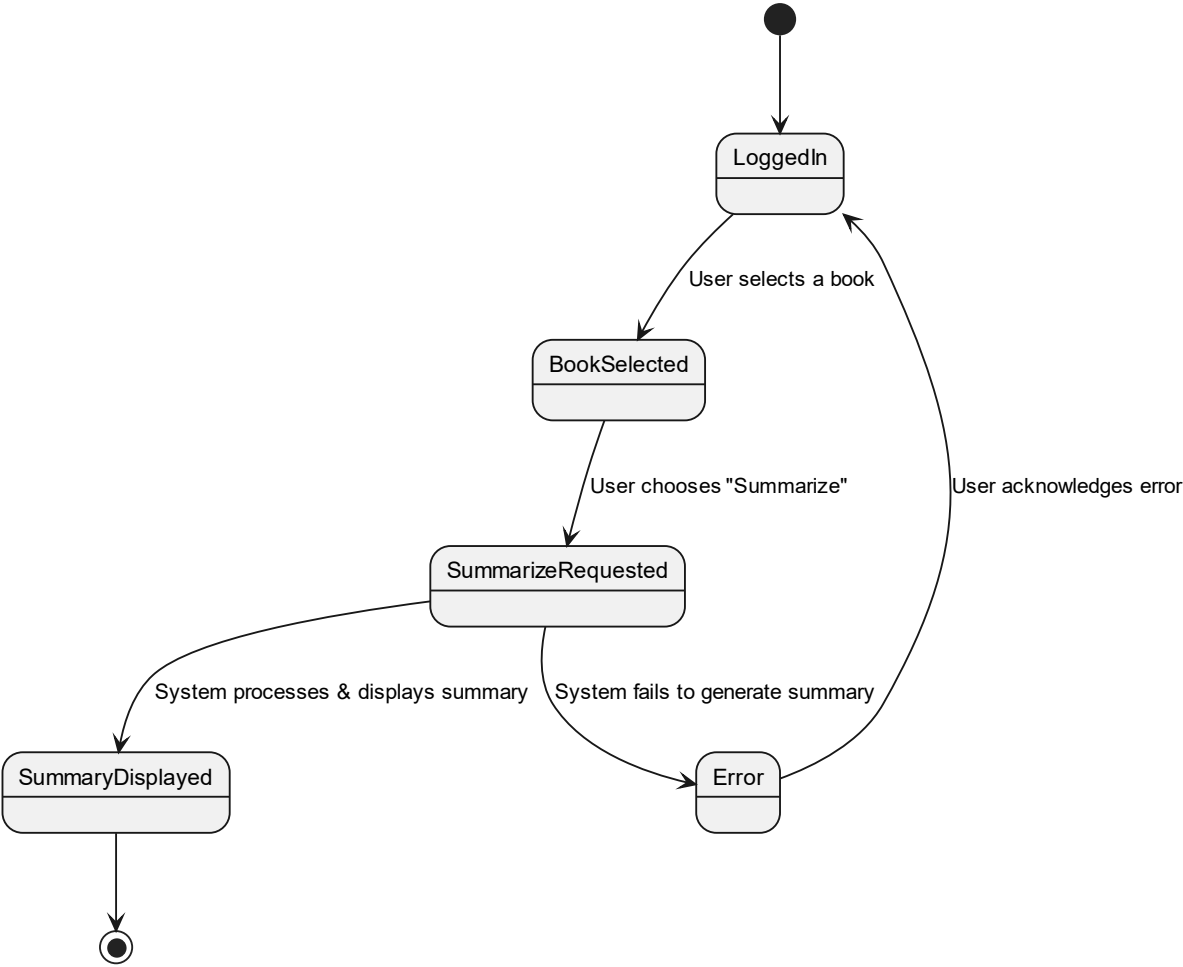 LoggedIn
User selects a book
BookSelected
User chooses "Summarize"
User acknowledges error
SummarizeRequested
System processes & displays summary
System fails to generate summary
SummaryDisplayed
Error